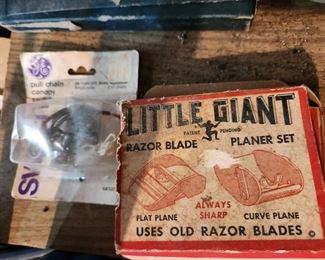 GE
pull chain
canopy
LITTLE GIANT
PATENT PENDING
RAZOR BLADE PLANER SET
ALWAYS
SHARP
FLAT PLANE CURVE PLANE
USES OLD RAZOR BLADES ©